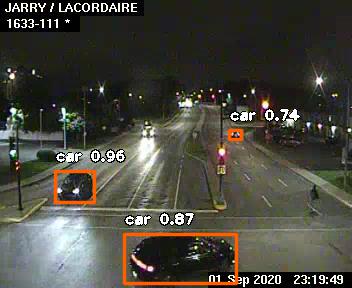 JARRY / LACORDAIRE
1633-111 *
car 0.74
car 0.96
car 0.87
01 Sep 2020 23:19:49